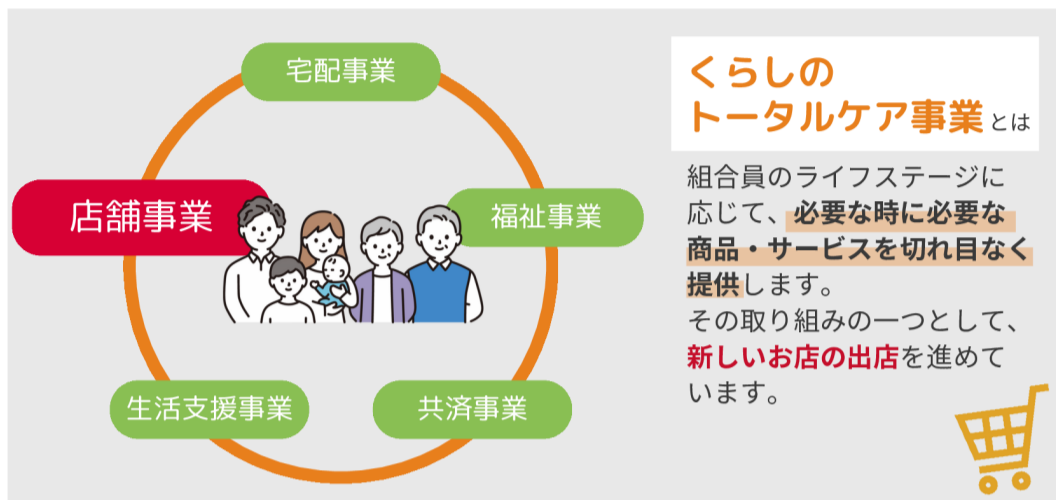 宅配事業
店舗事業
福祉事業
生活支援事業
共済事業
くらしの
トータルケア事業とは
組合員のライフステージに
応じて、必要な時に必要な
商品・サービスを切れ目なく
提供します。
その取り組みの一つとして、
新しいお店の出店を進めて
います。